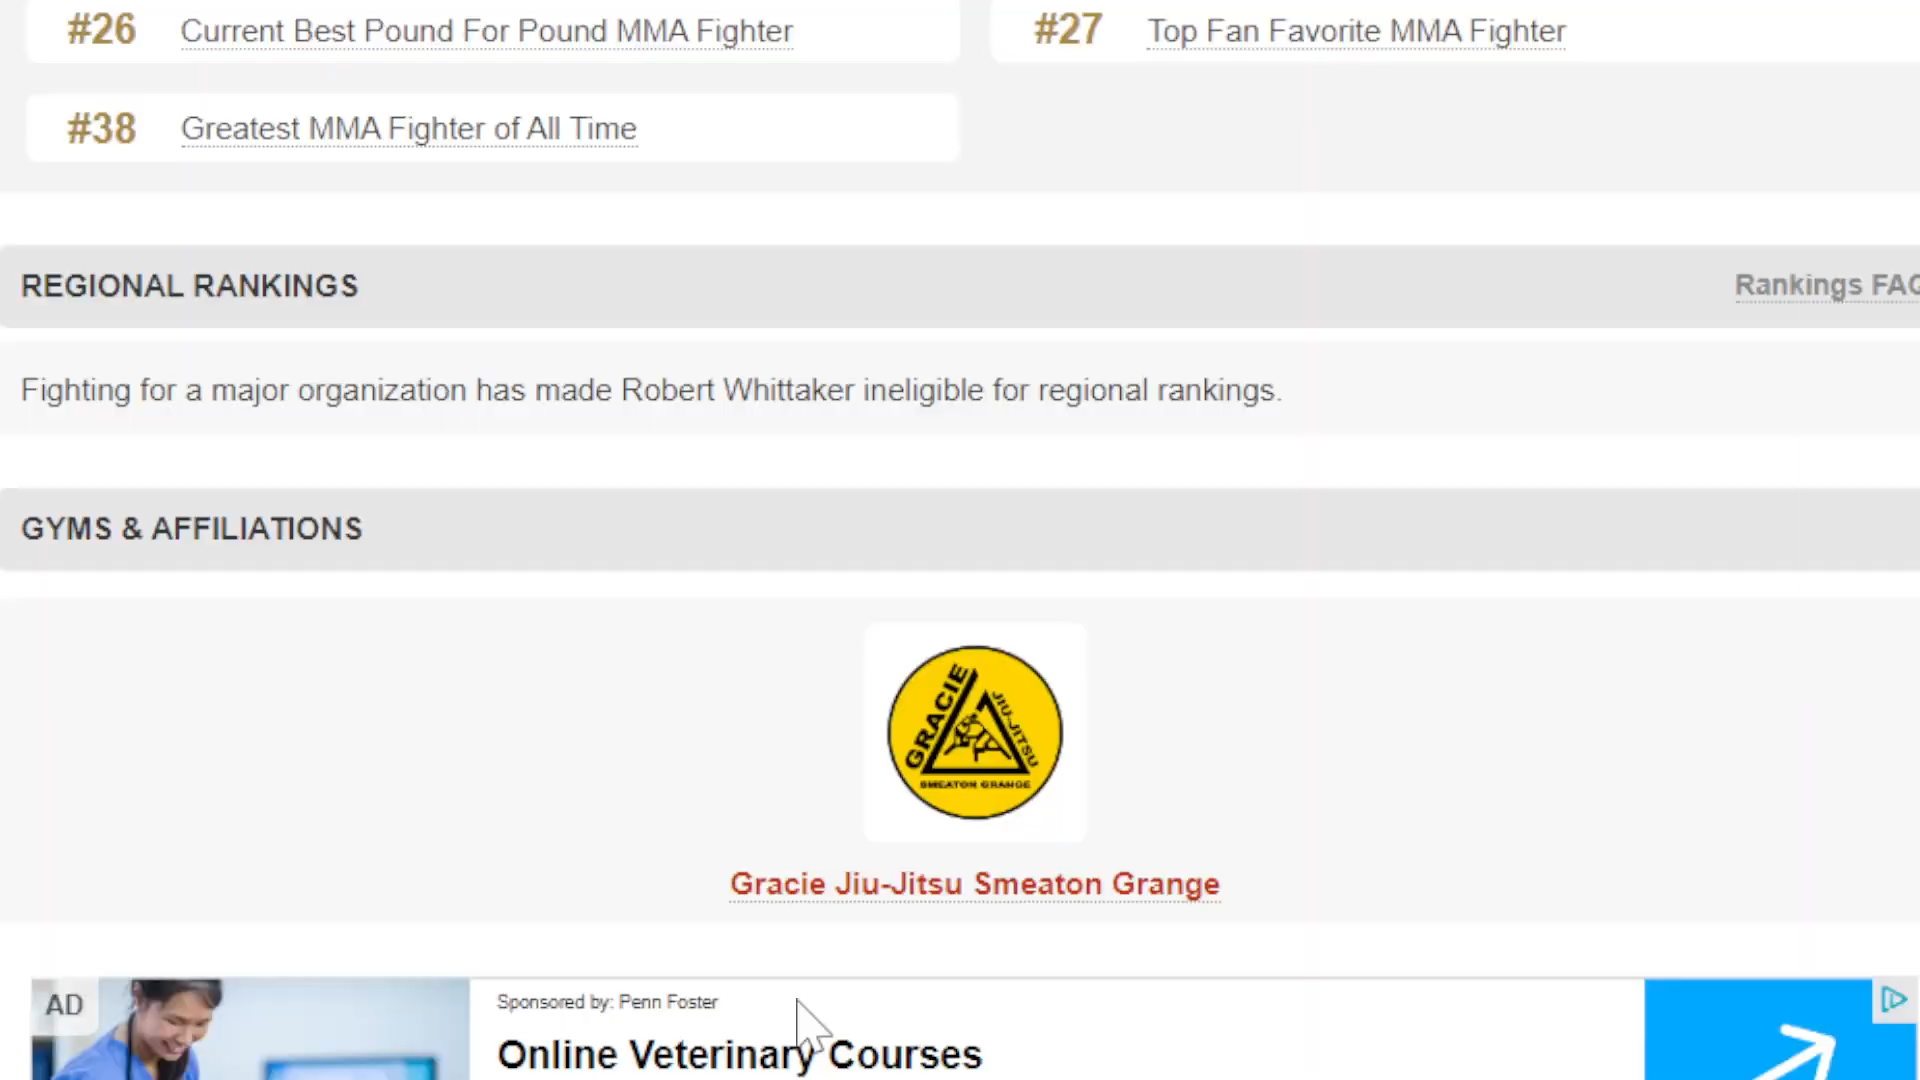 #26 Current Best Pound For Pound MMA Fighter
#27 Top Fan Favorite MMA Fighter
#38 Greatest MMA Fighter of All Time
REGIONAL RANKINGS
Rankings FAQ
Fighting for a major organization has made Robert Whittaker ineligible for regional rankings.
GYMS & AFFILIATIONS
GRACIE
JIU-JITSU
SMEATON GRANGE
Gracie Jiu-Jitsu Smeaton Grange
AD
Sponsored by: Penn Foster
Online Veterinary Courses